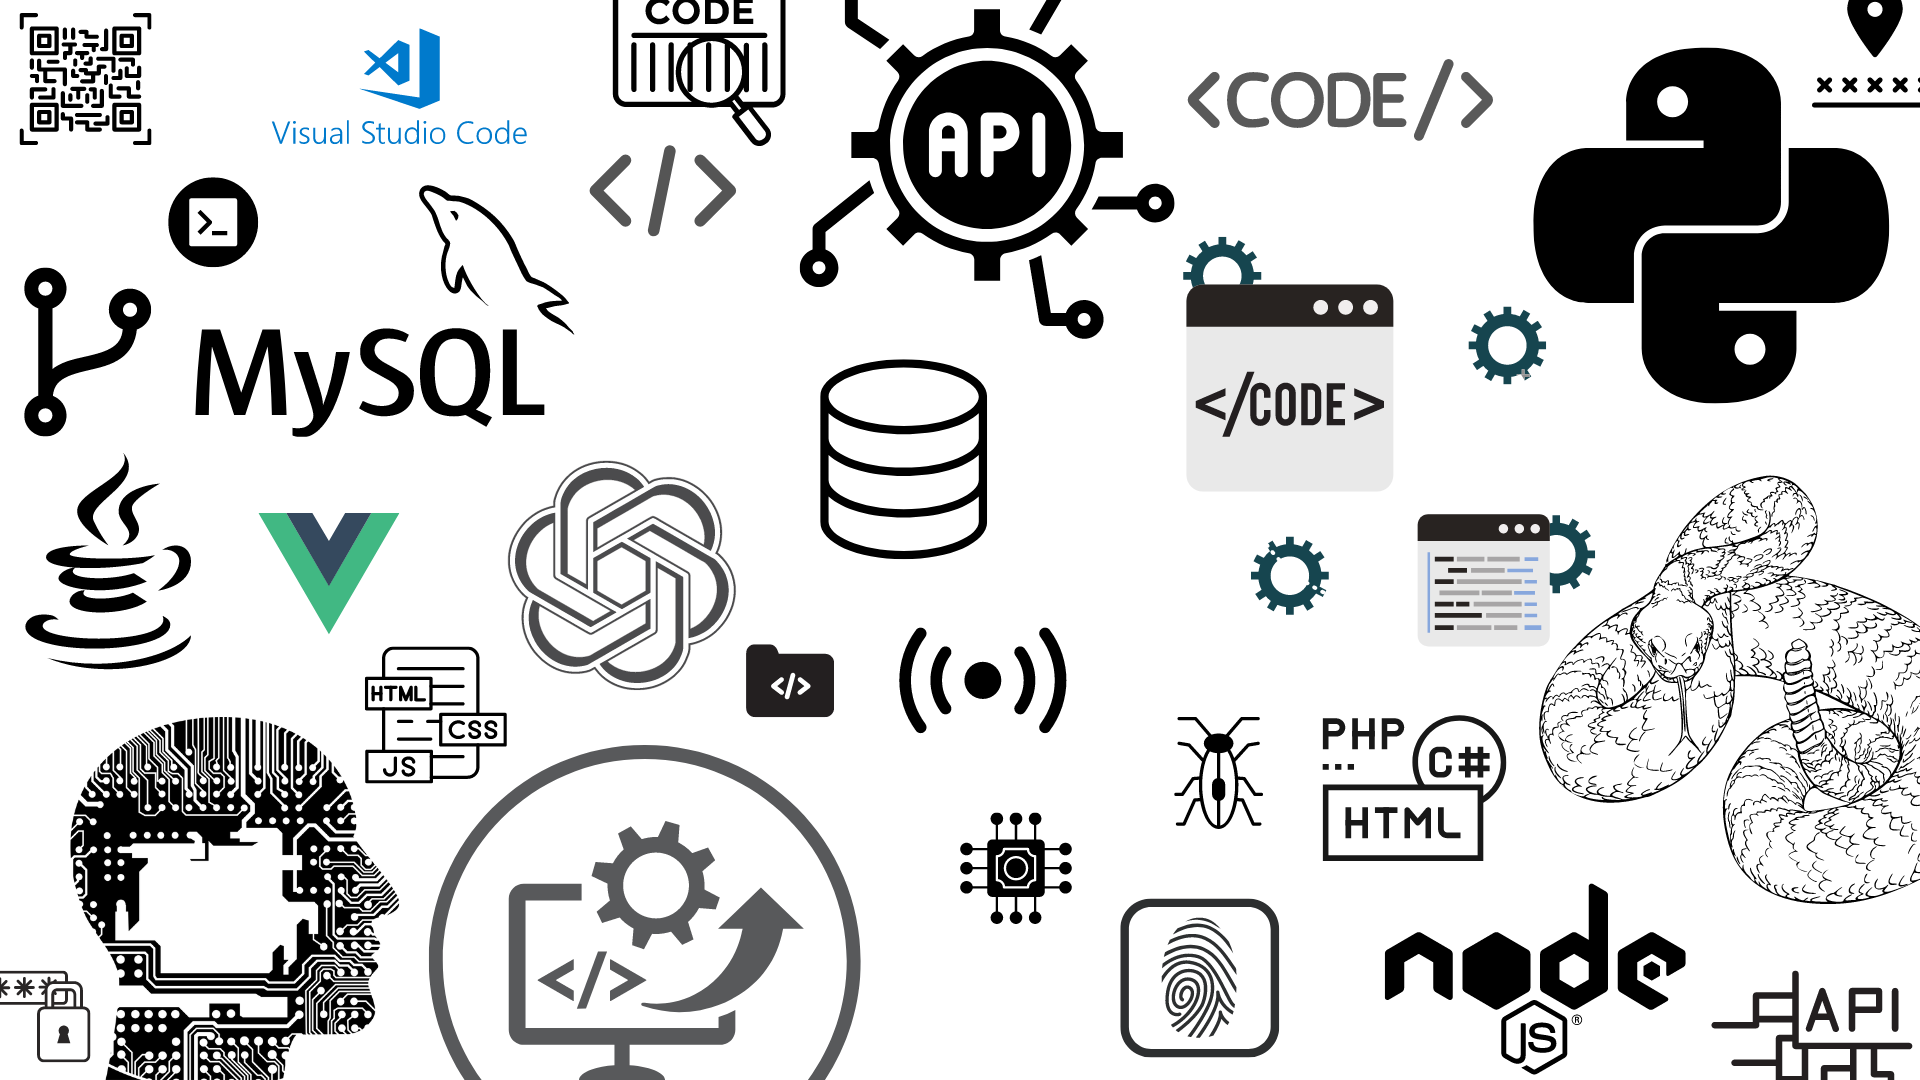 CODE
Visual Studio Code
</>
API
<CODE/>
×××××
>_
MySQL
</CODE>
HTML
CSS
JS
</>
</>
PHP
...
C#
HTML
node
JS®
***
API